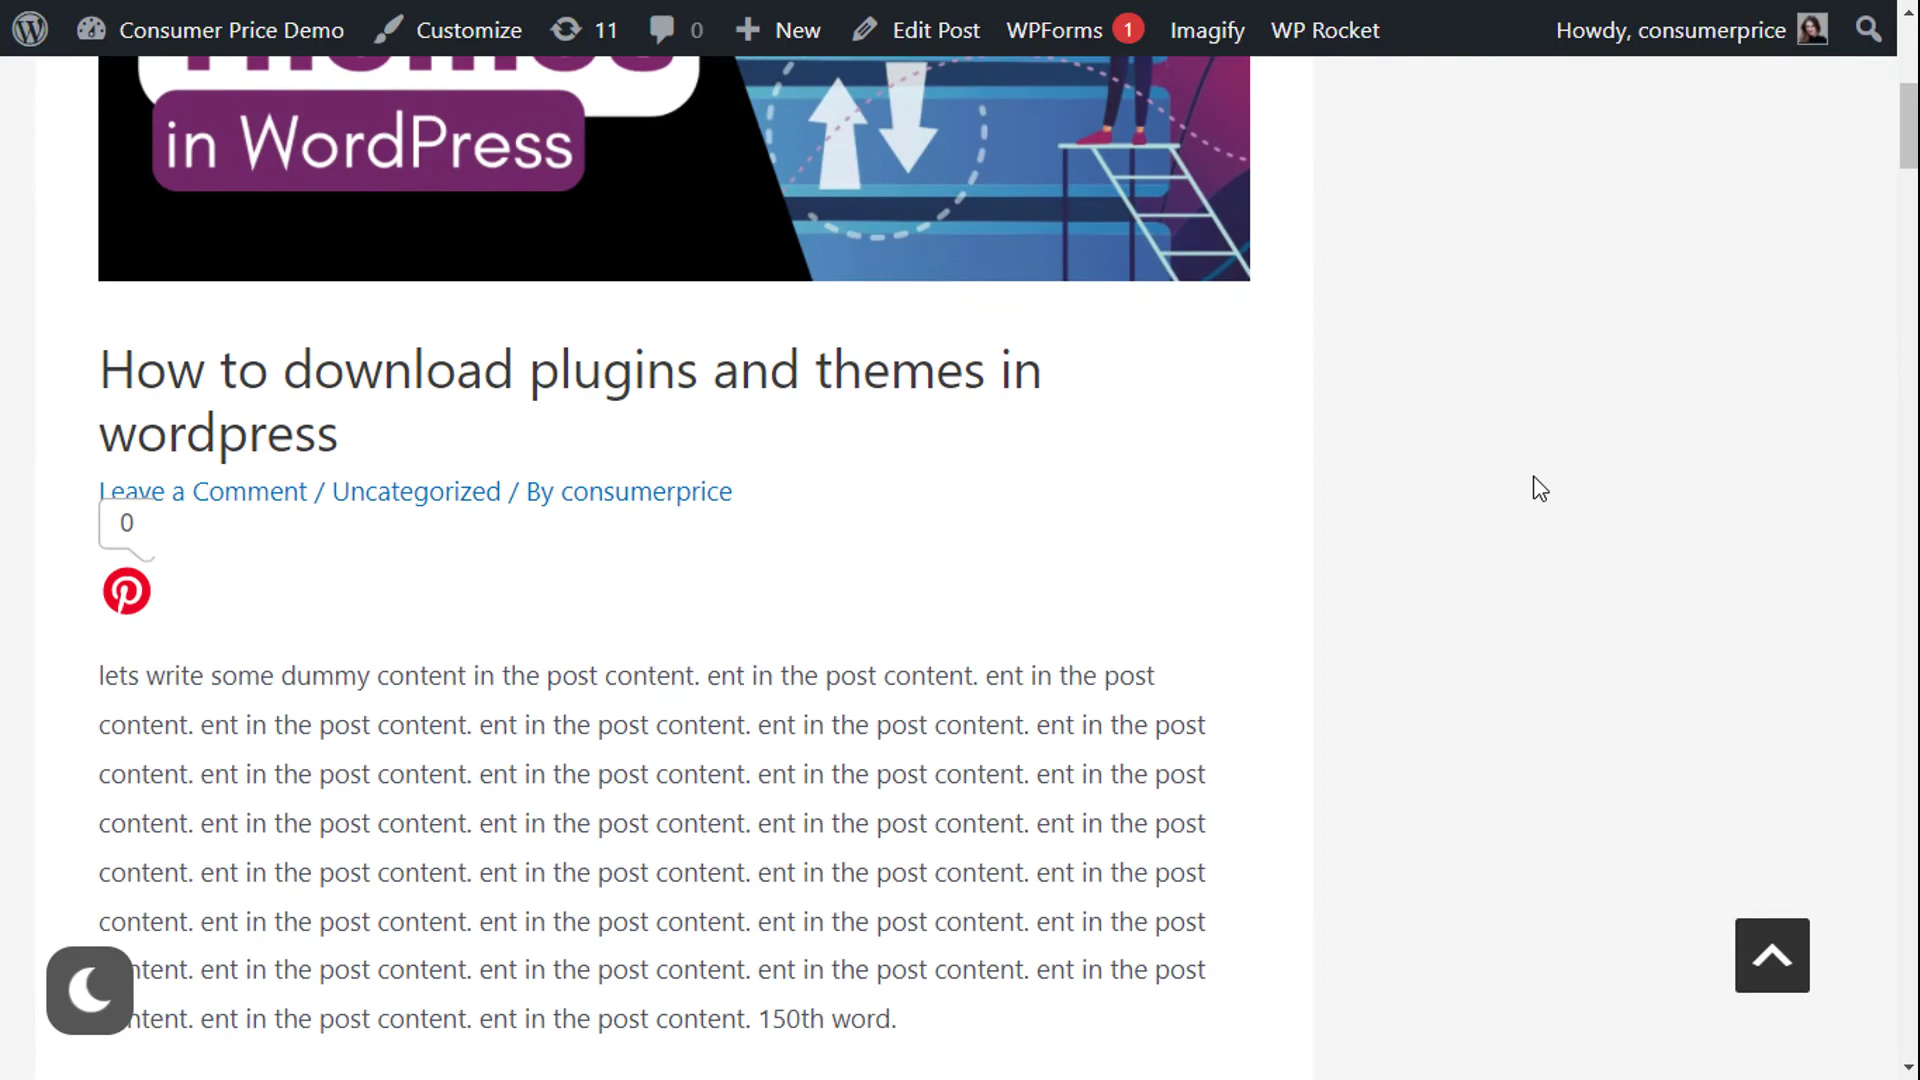 Consumer Price Demo Customize 11 0 New Edit Post WPForms 1 Imagify WP Rocket Howdy, consumerprice
Themes
in WordPress
How to download plugins and themes in
wordpress
Leave a Comment / Uncategorized / By consumerprice
0
lets write some dummy content in the post content. ent in the post content. ent in the post
content. ent in the post content. ent in the post content. ent in the post content. ent in the post
content. ent in the post content. ent in the post content. ent in the post content. ent in the post
content. ent in the post content. ent in the post content. ent in the post content. ent in the post
content. ent in the post content. ent in the post content. ent in the post content. ent in the post
content. ent in the post content. ent in the post content. ent in the post content. ent in the post
ntent. ent in the post content. ent in the post content. ent in the post content. ent in the post
ntent. ent in the post content. ent in the post content. 150th word.